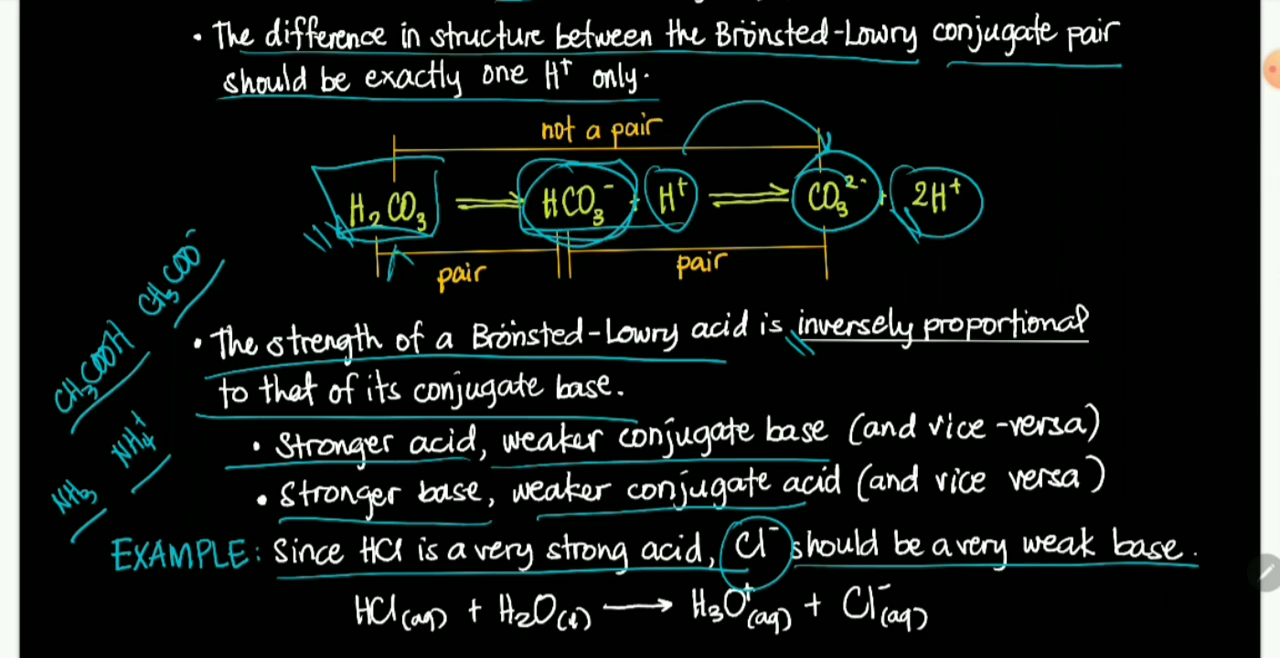 • The difference in structure between the Brönsted-Lowry conjugate pair
should be exactly one H⁺ only.
not a pair
H₂CO₃ ⇌ HCO₃⁻ + H⁺ ⇌ CO₃²⁻ + 2H⁺
pair pair
CH₃COOH CH₃COO⁻
NH₃ NH₄⁺
• The strength of a Brönsted-Lowry acid is inversely proportional
to that of its conjugate base.
• Stronger acid, weaker conjugate base (and vice-versa)
• Stronger base, weaker conjugate acid (and vice versa)
EXAMPLE: Since HCl is a very strong acid, Cl⁻ should be a very weak base.
HCl(aq) + H₂O(l) ⟶ H₃O⁺(aq) + Cl⁻(aq)